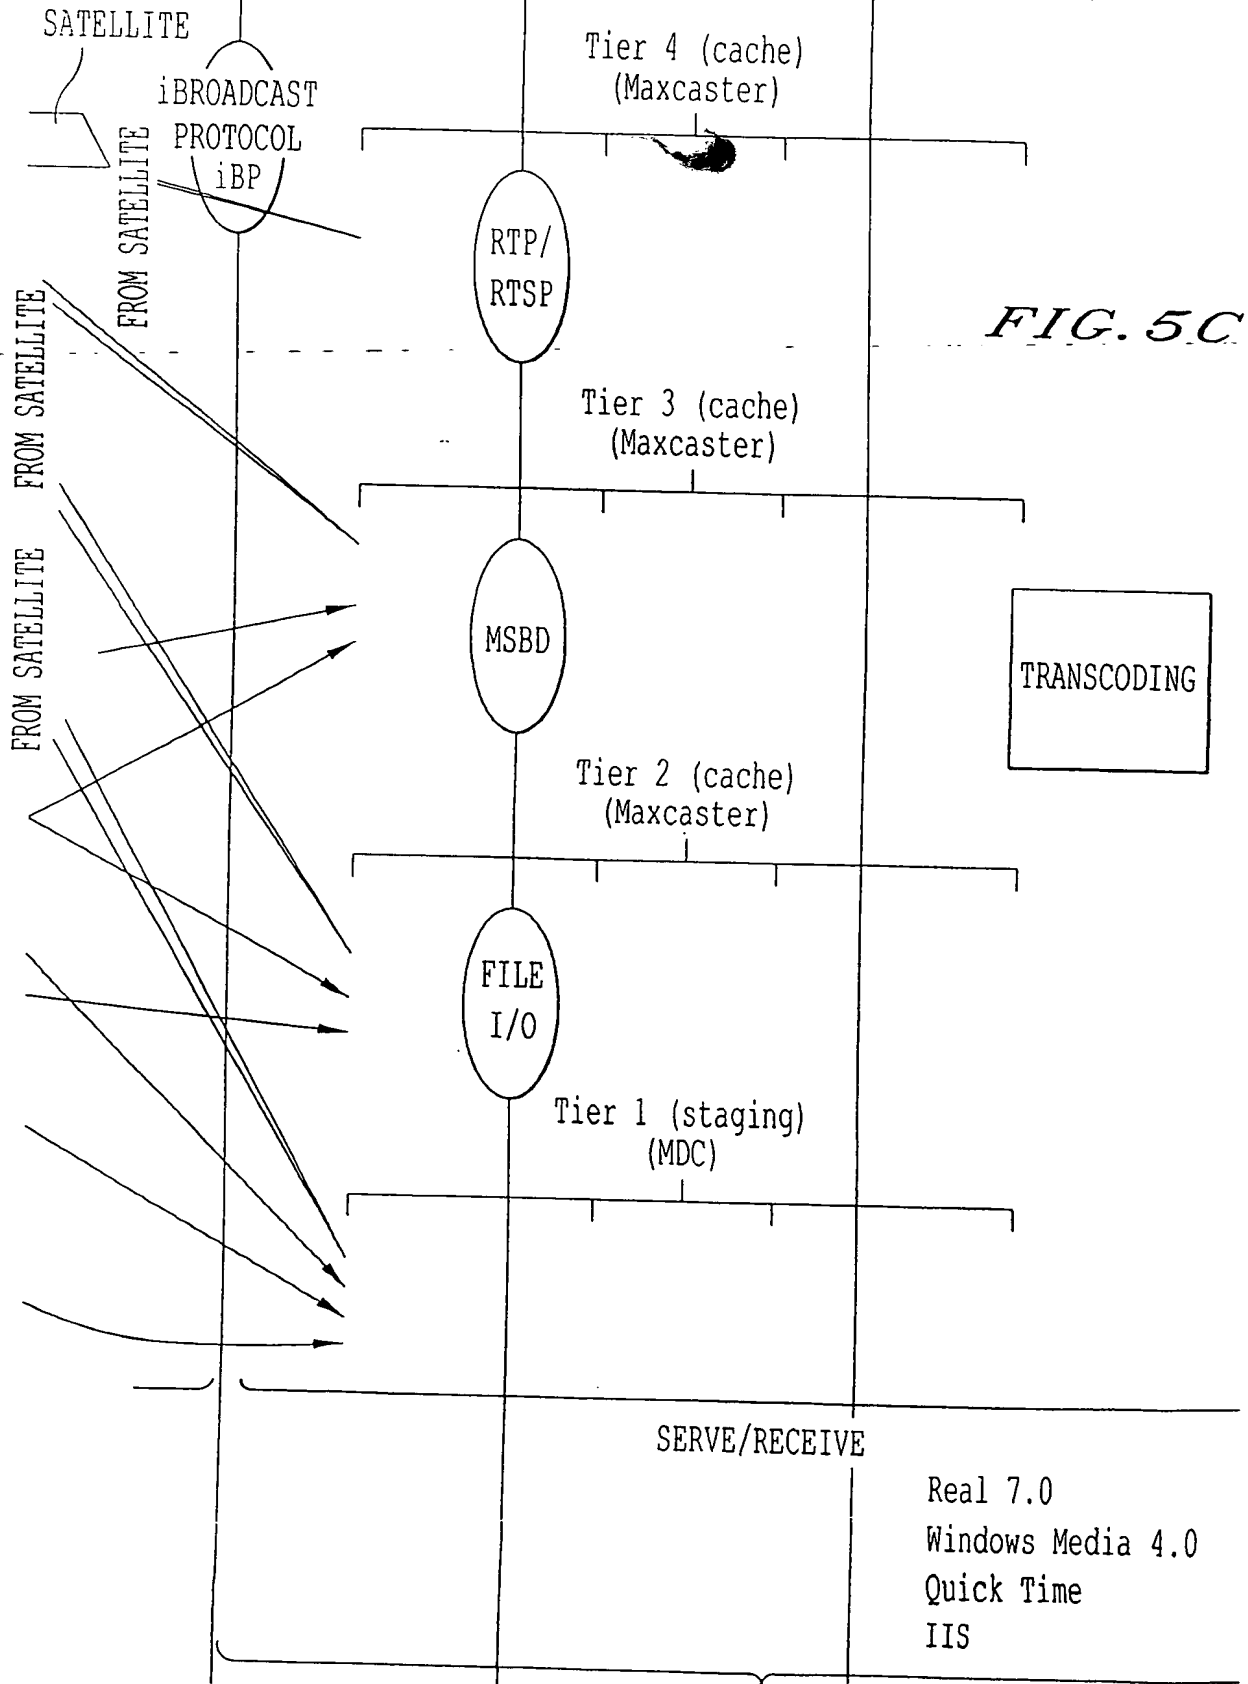 SATELLITE
iBROADCAST
PROTOCOL
iBP
FROM SATELLITE
Tier 4 (cache)
(Maxcaster)
RTP/
RTSP
FIG. 5C
FROM SATELLITE
Tier 3 (cache)
(Maxcaster)
FROM SATELLITE
MSBD
TRANSCODING
Tier 2 (cache)
(Maxcaster)
FILE
I/O
Tier 1 (staging)
(MDC)
SERVE/RECEIVE
Real 7.0
Windows Media 4.0
Quick Time
IIS